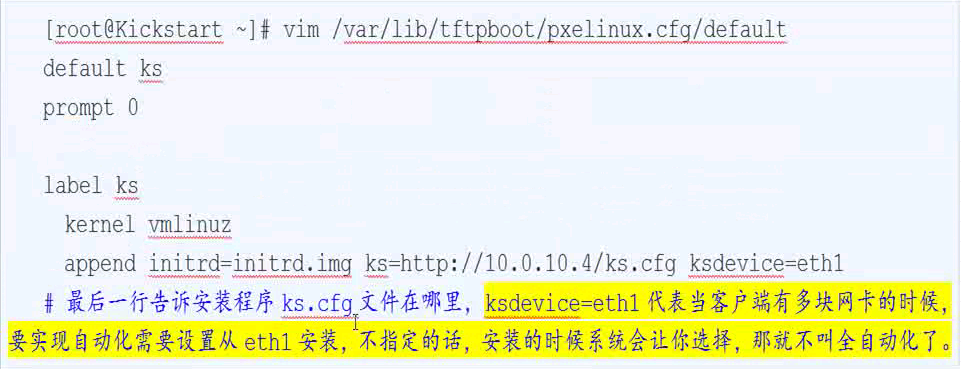 [root@Kickstart ~]# vim /var/lib/tftpboot/pxelinux.cfg/default
default ks
prompt 0
label ks
kernel vmlinuz
append initrd=initrd.img ks=http://10.0.10.4/ks.cfg ksdevice=eth1
# 最后一行告诉安装程序 ks.cfg 文件在哪里，ksdevice=eth1 代表当客户端有多块网卡的时候，
要实现自动化需要设置从 eth1 安装，不指定的话，安装的时候系统会让你选择，那就不叫全自动化了。